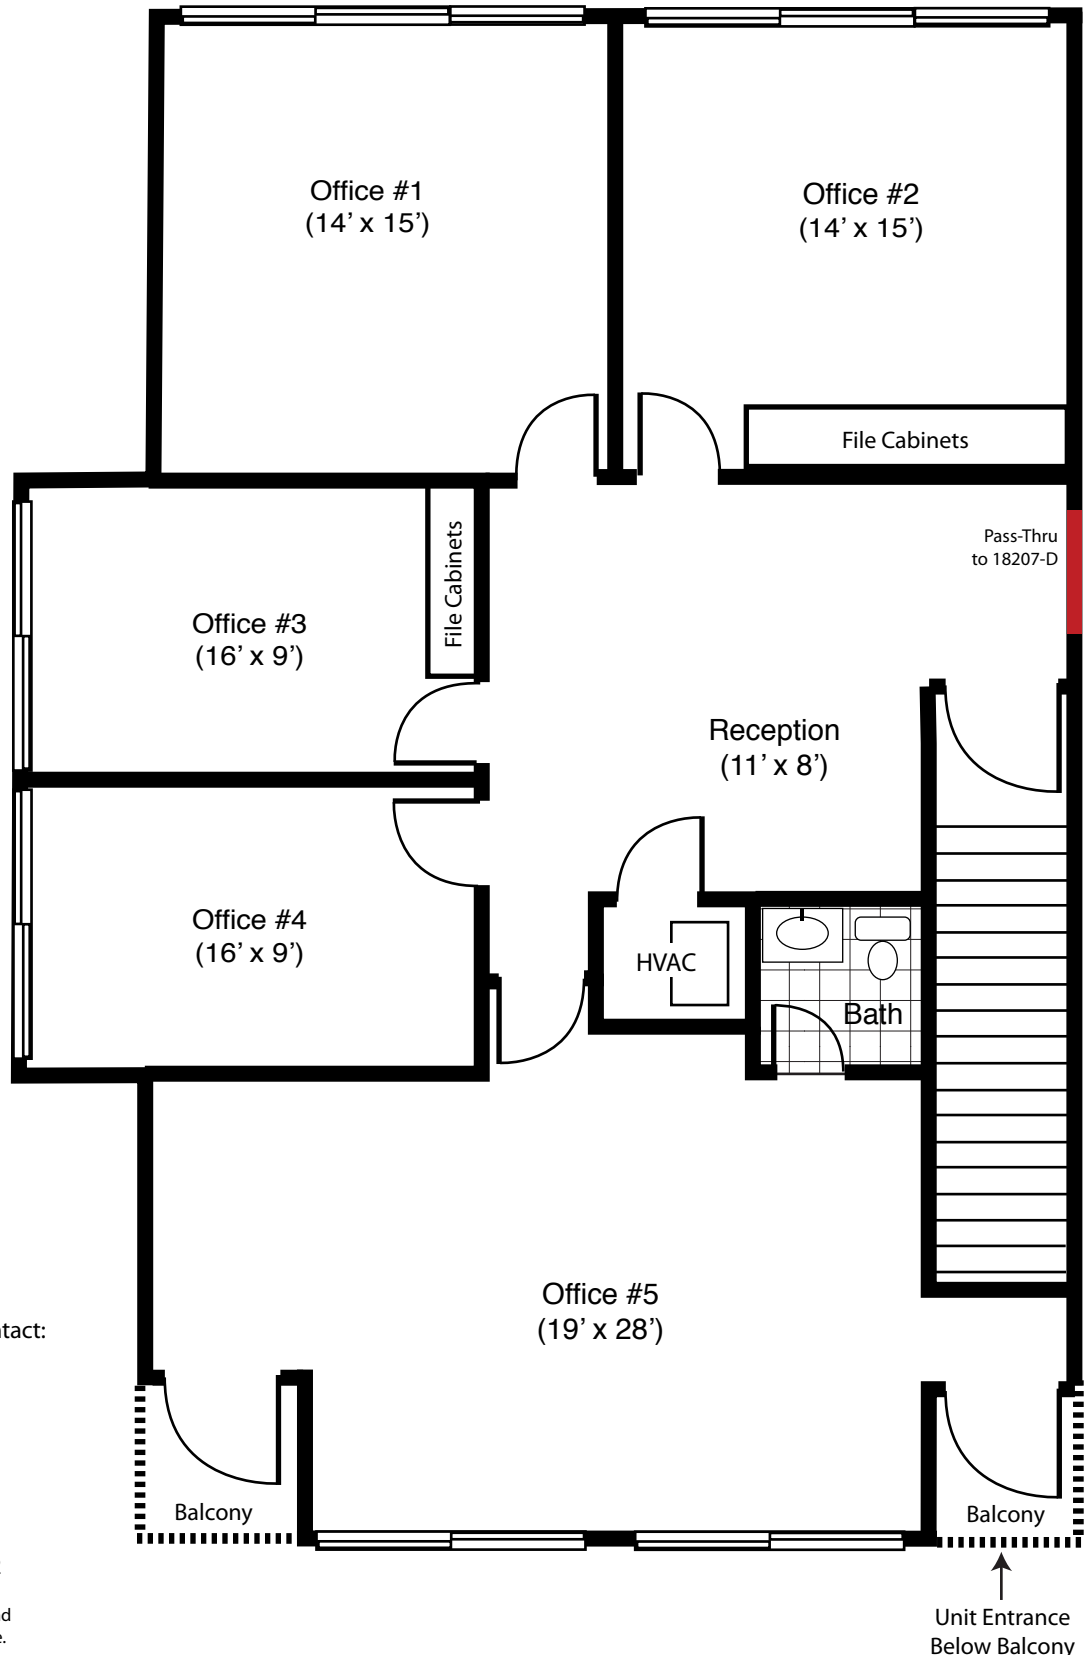 Office #1
(14’ x 15’)
Office #2
(14’ x 15’)
File Cabinets
Pass-Thru
to 18207-D
File Cabinets
Office #3
(16’ x 9’)
Reception
(11’ x 8’)
Office #4
(16’ x 9’)
HVAC
Bath
Office #5
(19’ x 28’)
tact:
Balcony
Balcony
Unit Entrance
Below Balcony